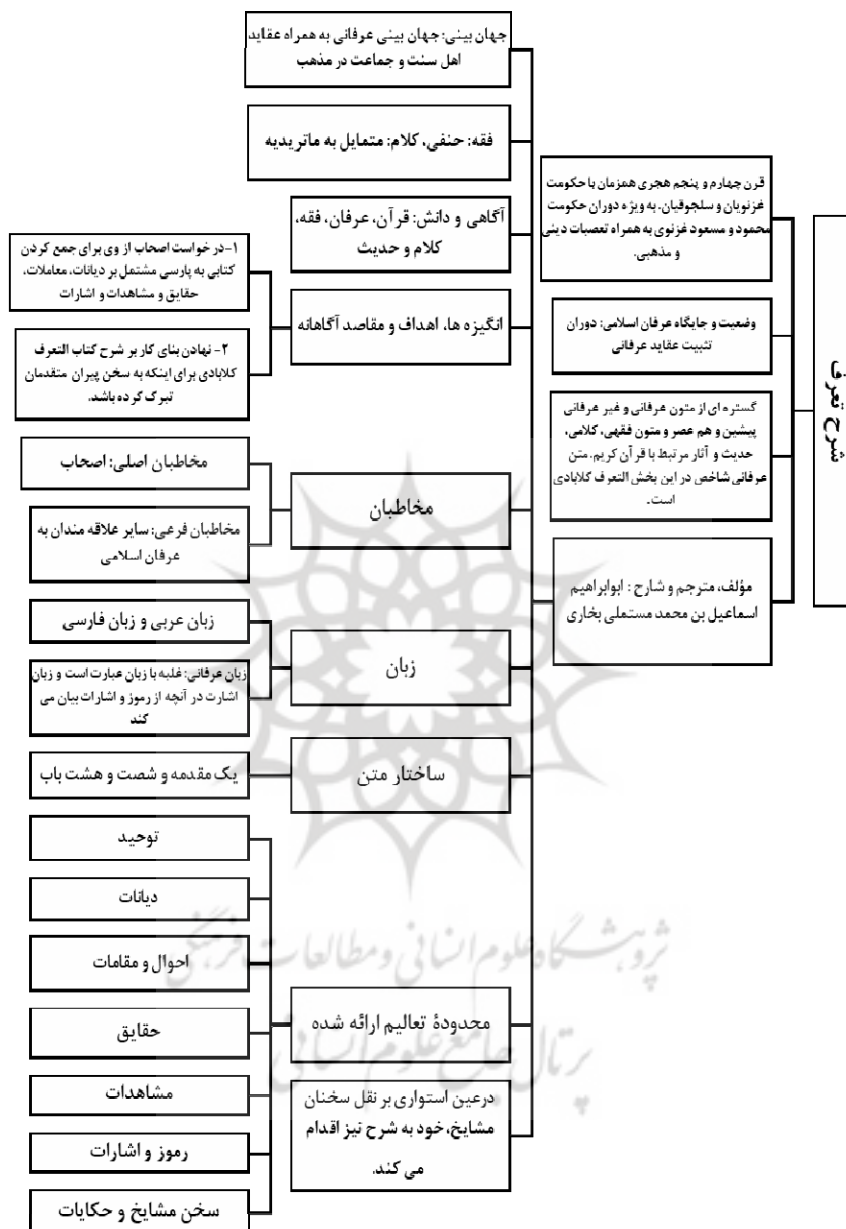 شرح تعرف
قرن چهارم و پنجم هجری همزمان با حکومت
غزنویان و سلجوقیان. به ویژه دوران حکومت
محمود و مسعود غزنوی به همراه تعصبات دینی
و مذهبی.
وضعیت و جایگاه عرفان اسلامی: دوران
تثبیت عقاید عرفانی
گستره ای از متون عرفانی و غیر عرفانی
پیشین و هم عصر و متون فقهی، کلامی،
حدیث و آثار مرتبط با قرآن کریم. متن
عرفانی شاخص در این بخش التعرف کلابادی
است.
مؤلف، مترجم و شارح : ابوابراهیم
اسماعیل بن محمد مستملی بخاری
جهان بینی: جهان بینی عرفانی به همراه عقاید
اهل سنت و جماعت در مذهب
فقه: حنفی، کلام: متمایل به ماتریدیه
آگاهی و دانش: قرآن، عرفان، فقه،
کلام و حدیث
انگیزه ها، اهداف و مقاصد آگاهانه
۱-در خواست اصحاب از وی برای جمع کردن
کتابی به پارسی مشتمل بر دیانات، معاملات،
حقایق و مشاهدات و اشارات
۲- نهادن بنای کار بر شرح کتاب التعرف
کلابادی برای اینکه به سخن پیران متقدمان
تبرک کرده باشد.
مخاطبان
مخاطبان اصلی: اصحاب
مخاطبان فرعی: سایر علاقه مندان به
عرفان اسلامی
زبان
زبان عربی و زبان فارسی
زبان عرفانی: غلبه با زبان عبارت است و زبان
اشارت در آنچه از رموز و اشارات بیان می
کند
ساختار متن
یک مقدمه و شصت و هشت باب
محدودهٔ تعالیم ارائه شده
توحید
دیانات
احوال و مقامات
حقایق
مشاهدات
رموز و اشارات
سخن مشایخ و حکایات
درعین استواری بر نقل سخنان
مشایخ، خود به شرح نیز اقدام
می کند.
پژوهشگاه علوم انسانی و مطالعات فرهنگی
پرتال جامع علوم انسانی